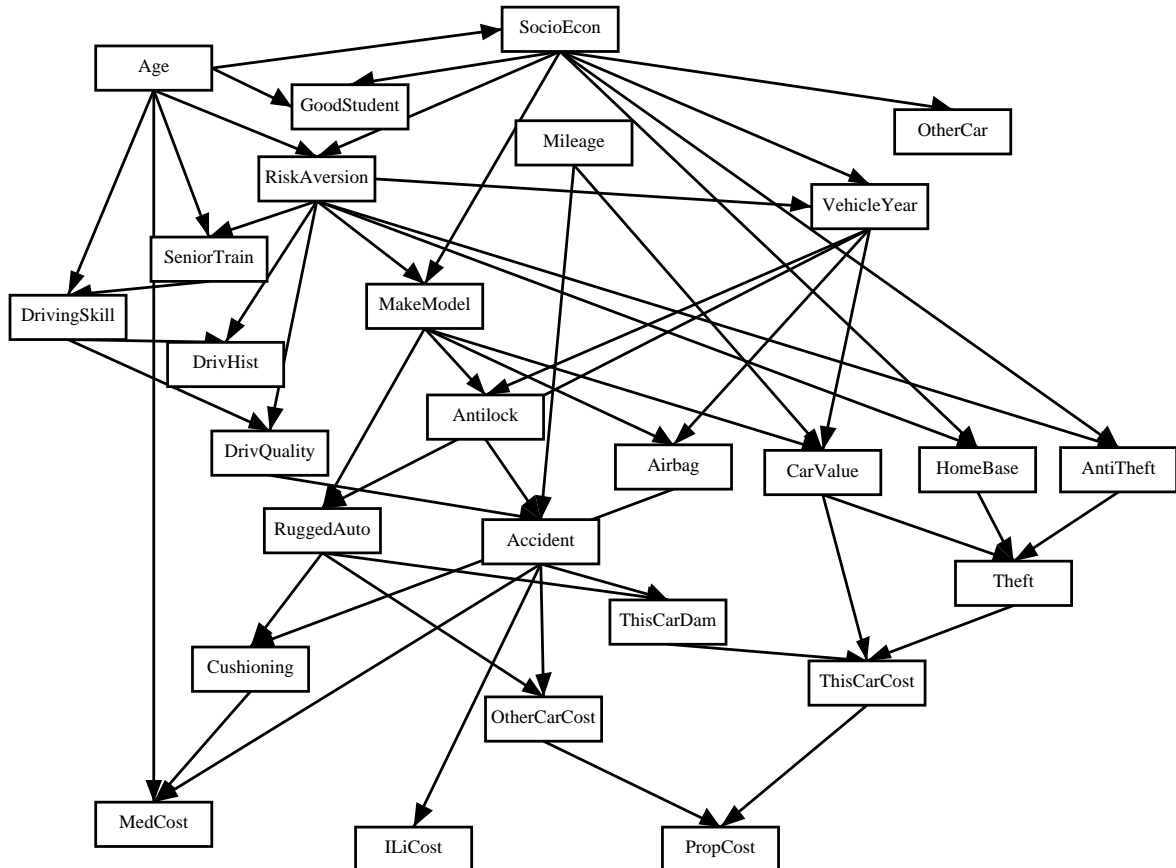 SocioEcon
Age
GoodStudent
OtherCar
Mileage
RiskAversion
VehicleYear
SeniorTrain
MakeModel
DrivingSkill
DrivHist
Antilock
DrivQuality
Airbag
CarValue
HomeBase
AntiTheft
RuggedAuto
Accident
Theft
ThisCarDam
Cushioning
ThisCarCost
OtherCarCost
MedCost
ILiCost
PropCost